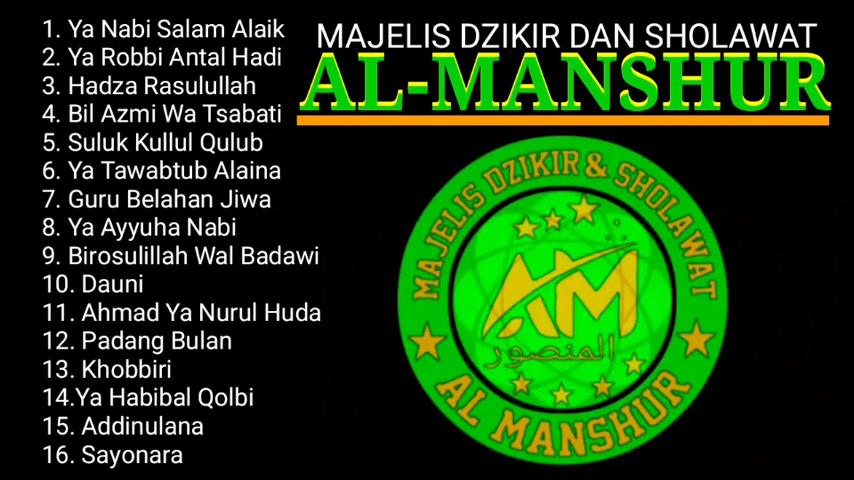 1. Ya Nabi Salam Alaik
2. Ya Robbi Antal Hadi
3. Hadza Rasulullah
4. Bil Azmi Wa Tsabati
5. Suluk Kullul Qulub
6. Ya Tawabtub Alaina
7. Guru Belahan Jiwa
8. Ya Ayyuha Nabi
9. Birosulillah Wal Badawi
10. Dauni
11. Ahmad Ya Nurul Huda
12. Padang Bulan
13. Khobbiri
14.Ya Habibal Qolbi
15. Addinulana
16. Sayonara
MAJELIS DZIKIR DAN SHOLAWAT
AL-MANSHUR
MAJELIS DZIKIR & SHOLAWAT
AM
المنصور
AL MANSHUR